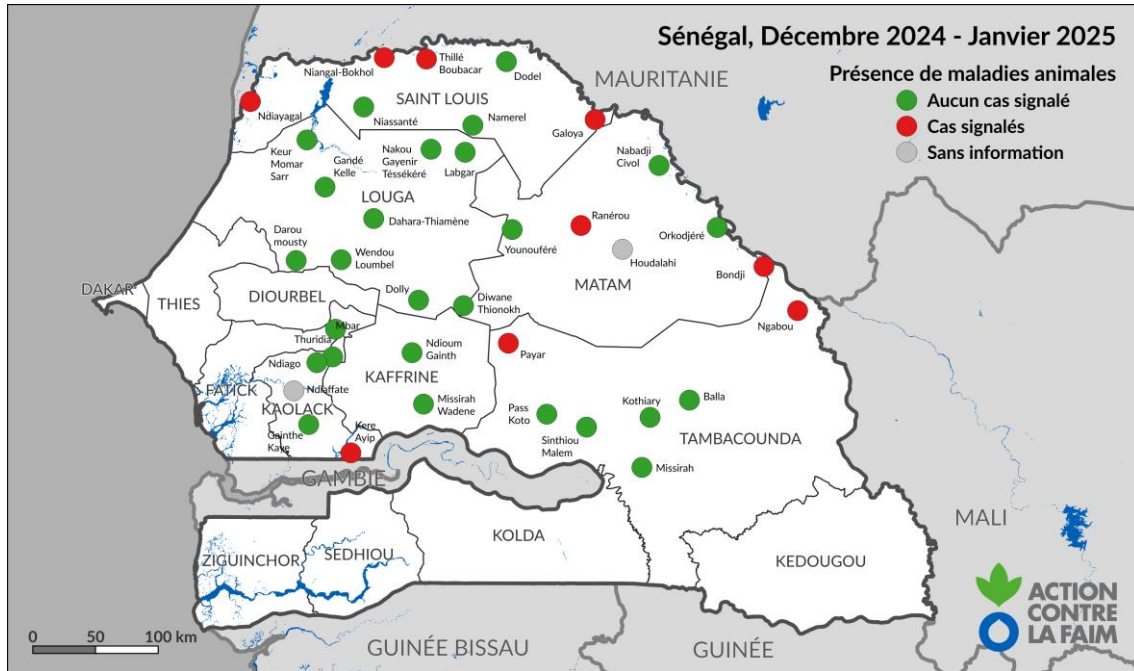 Sénégal, Décembre 2024 - Janvier 2025
Présence de maladies animales
Aucun cas signalé
Cas signalés
Sans information
MAURITANIE
Niangal-Bokhol
Thillé
Boubacar
Dodel
SAINT LOUIS
Ndiayagal
Niassanté
Namerel
Galoya
Keur
Momar
Sarr
Gandé
Kelle
Nakou
Gayenir
Téssékéré
Labgar
Nabadji
Civol
LOUGA
Dahara-Thiamène
Ranérou
Younouféré
Houdalahi
Orkodjéré
Darou
mousty
Wendou
Loumbel
MATAM
Bondji
DAKAR
THIES
DIOURBEL
Dolly
Diwane
Thionokh
Ngabou
Mbar
Thuridia
Ndiago
Ndioum
Gainth
Payar
FATICK
Ndiaffate
KAFFRINE
KAOLACK
Missirah
Wadene
Gainthe
Kaye
Kere
Ayip
Pass
Koto
Sinthiou
Malem
Kothiary
Balla
TAMBACOUNDA
Missirah
GAMBIE
ZIGUINCHOR
SEDHIOU
KOLDA
KEDOUGOU
MALI
GUINÉE BISSAU
GUINÉE
0 50 100 km
ACTION
CONTRE
LA FAIM